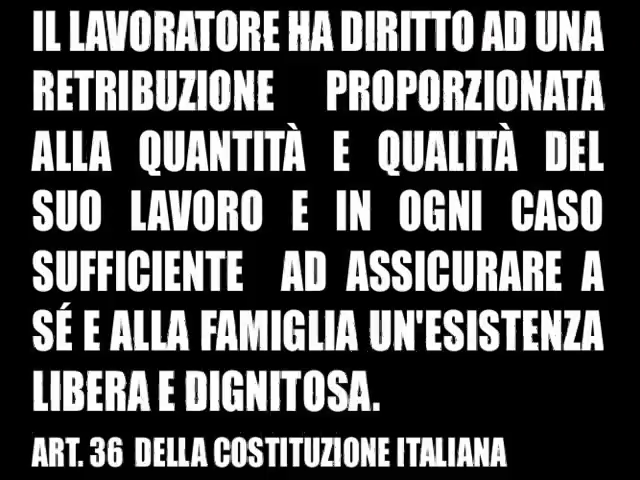 IL LAVORATORE HA DIRITTO AD UNA
RETRIBUZIONE PROPORZIONATA
ALLA QUANTITÀ E QUALITÀ DEL
SUO LAVORO E IN OGNI CASO
SUFFICIENTE AD ASSICURARE A
SÉ E ALLA FAMIGLIA UN'ESISTENZA
LIBERA E DIGNITOSA.
ART. 36 DELLA COSTITUZIONE ITALIANA